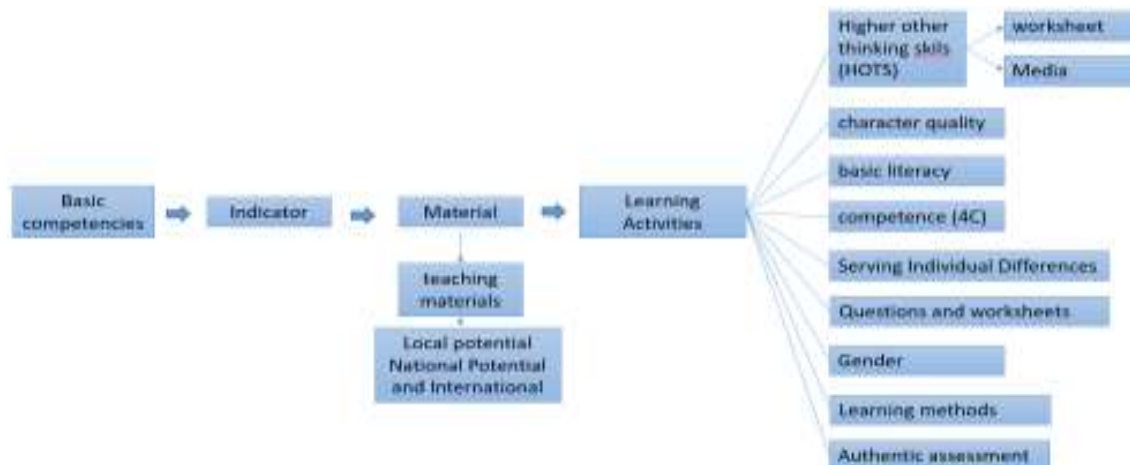 Basic
competencies
Indicator
Material
teaching
materials
Local potential
National Potential
and International
Learning
Activities
Higher other
thinking skils
(HOTS)
worksheet
Media
character quality
basic literacy
competence (4C)
Serving Individual Differences
Questions and worksheets
Gender
Learning methods
Authentic assessment